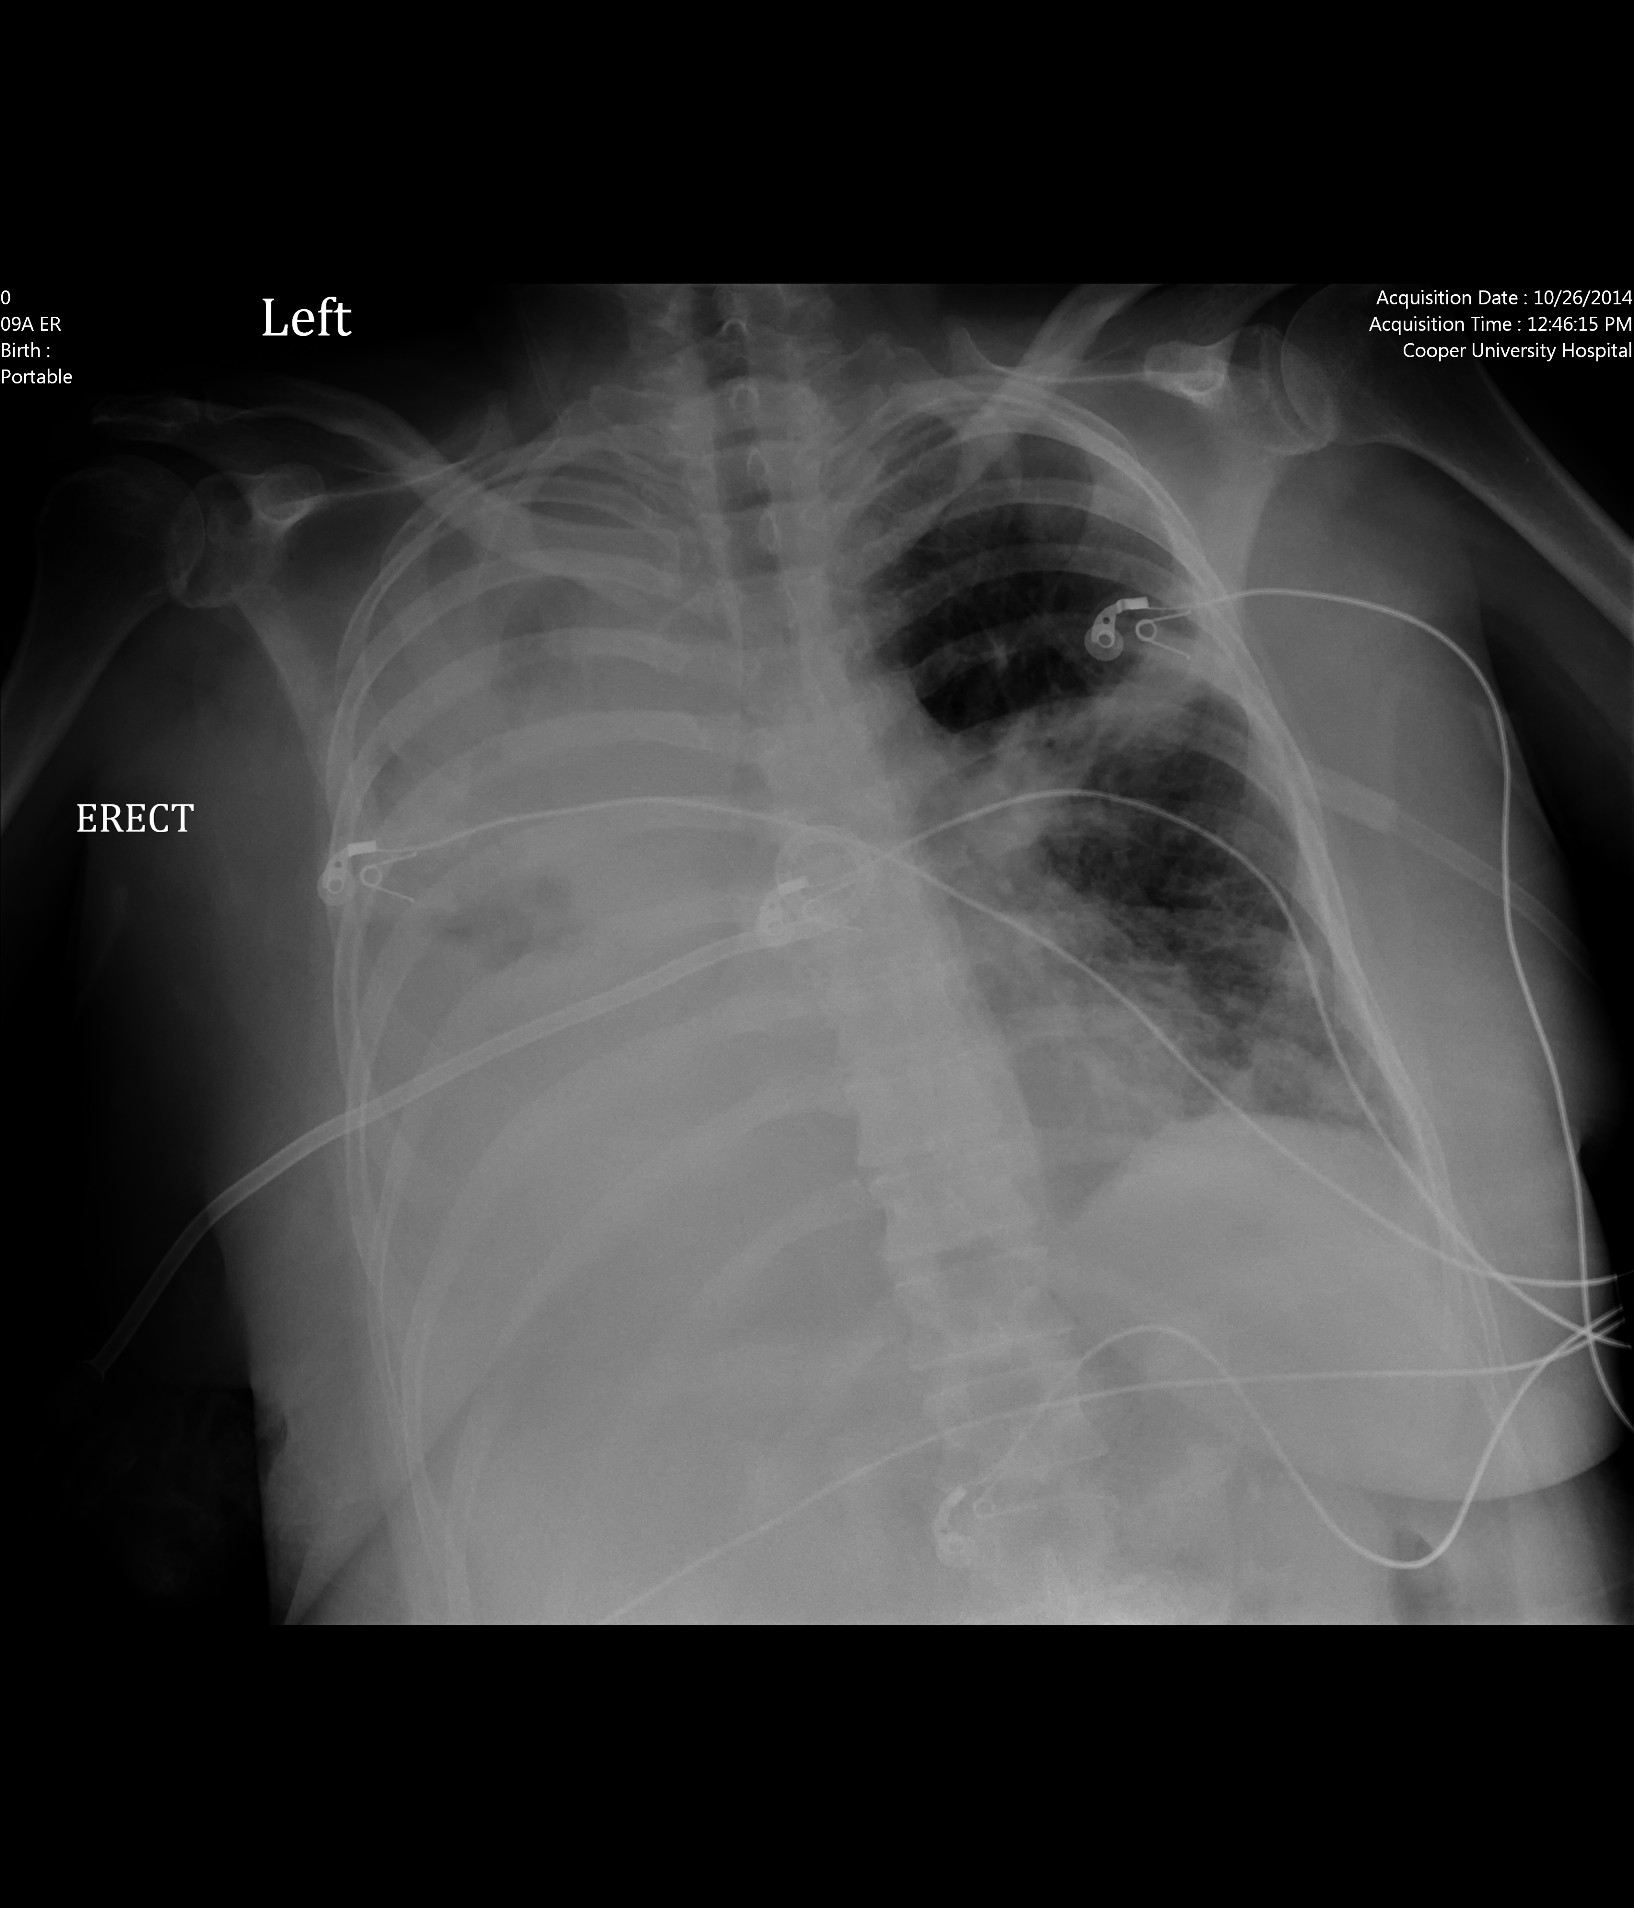 0
09A ER
Birth :
Portable
Left
Acquisition Date : 10/26/2014
Acquisition Time : 12:46:15 PM
Cooper University Hospital
ERECT